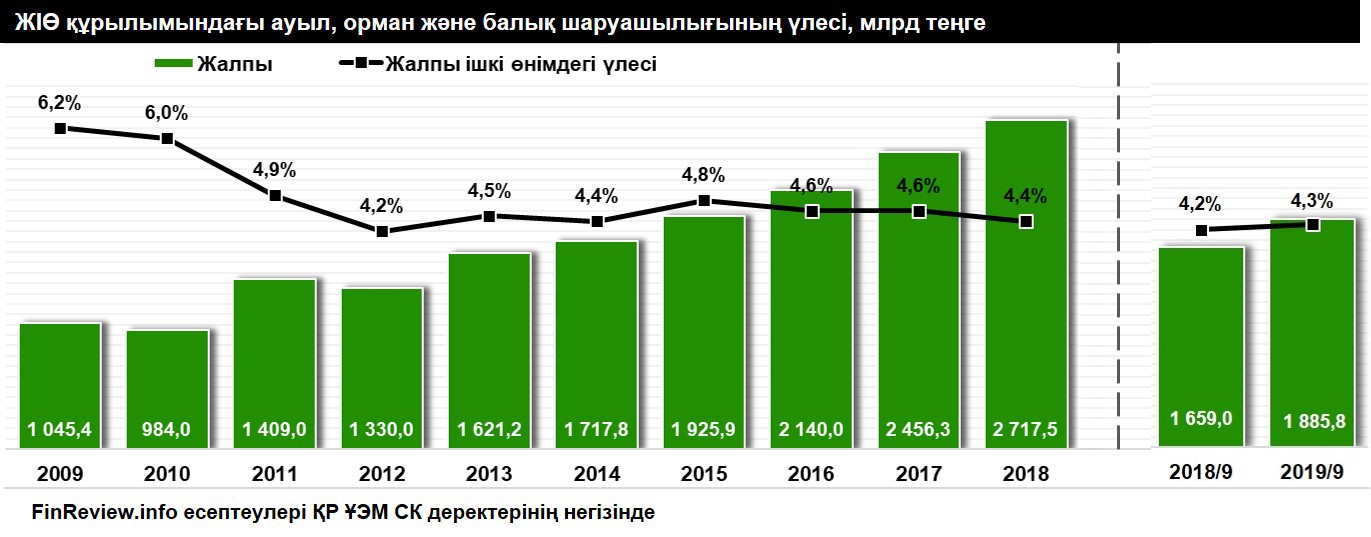 ЖІӨ құрылымындағы ауыл, орман және балық шаруашылығының үлесі, млрд теңге
Жалпы Жалпы ішкі өнімдегі үлесі
6,2% 6,0% 4,9% 4,2% 4,5% 4,4% 4,8% 4,6% 4,6% 4,4% 4,2% 4,3%
1 045,4 984,0 1 409,0 1 330,0 1 621,2 1 717,8 1 925,9 2 140,0 2 456,3 2 717,5 1 659,0 1 885,8
2009 2010 2011 2012 2013 2014 2015 2016 2017 2018 2018/9 2019/9
FinReview.info есептеулері ҚР ҰЭМ СК деректерінің негізінде